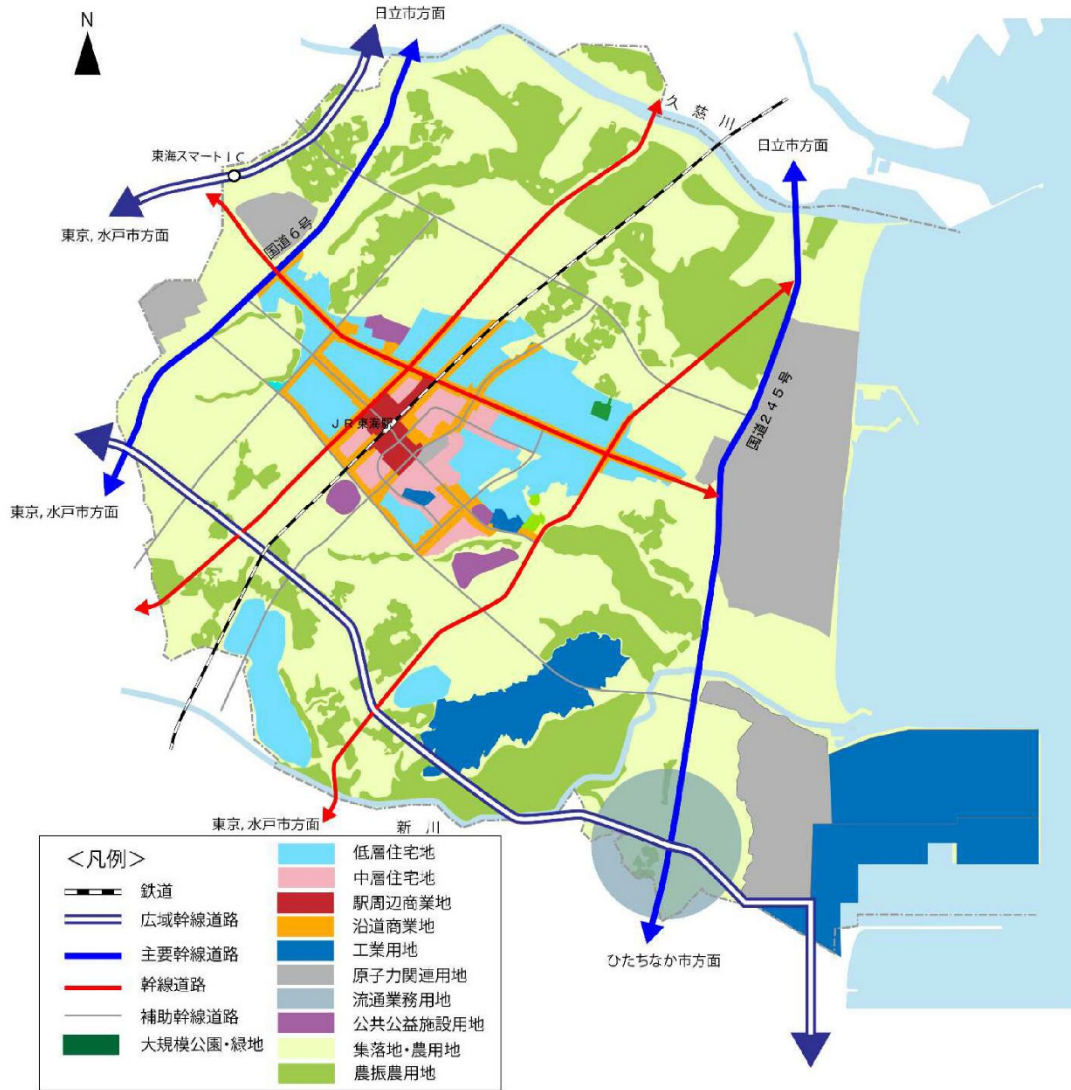 N
日立市方面
久慈川
東海スマートIC
日立市方面
東京,水戸市方面
国道6号
JR東海駅
国道245号
東京,水戸市方面
東京,水戸市方面
新川
ひたちなか市方面
<凡例>
鉄道
広域幹線道路
主要幹線道路
幹線道路
補助幹線道路
大規模公園・緑地
低層住宅地
中層住宅地
駅周辺商業地
沿道商業地
工業用地
原子力関連用地
流通業務用地
公共公益施設用地
集落地・農用地
農振農用地